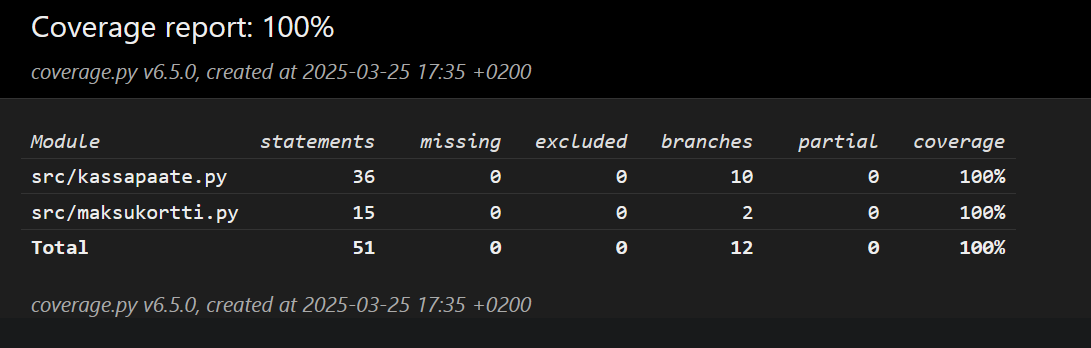 Coverage report: 100%
coverage.py v6.5.0, created at 2025-03-25 17:35 +0200
Module statements missing excluded branches partial coverage
src/kassapaate.py 36 0 0 10 0 100%
src/maksukortti.py 15 0 0 2 0 100%
Total 51 0 0 12 0 100%
coverage.py v6.5.0, created at 2025-03-25 17:35 +0200